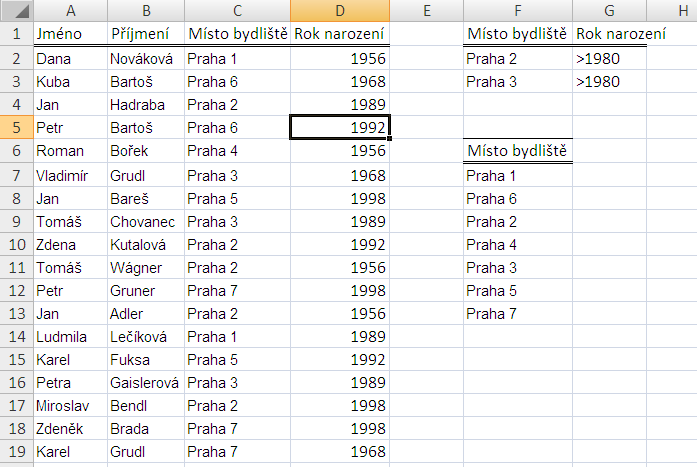 A B C D E F G H
1 Jméno Příjmení Místo bydliště Rok narození Místo bydliště Rok narození
2 Dana Nováková Praha 1 1956 Praha 2 >1980
3 Kuba Bartoš Praha 6 1968 Praha 3 >1980
4 Jan Hadraba Praha 2 1989
5 Petr Bartoš Praha 6 1992
6 Roman Bořek Praha 4 1956 Místo bydliště
7 Vladimír Grudl Praha 3 1968 Praha 1
8 Jan Bareš Praha 5 1998 Praha 6
9 Tomáš Chovanec Praha 3 1989 Praha 2
10 Zdena Kutalová Praha 2 1992 Praha 4
11 Tomáš Wágner Praha 2 1956 Praha 3
12 Petr Gruner Praha 7 1998 Praha 5
13 Jan Adler Praha 2 1956 Praha 7
14 Ludmila Lečíková Praha 1 1989
15 Karel Fuksa Praha 5 1992
16 Petra Gaislerová Praha 3 1989
17 Miroslav Bendl Praha 2 1998
18 Zdeněk Brada Praha 7 1998
19 Karel Grudl Praha 7 1968